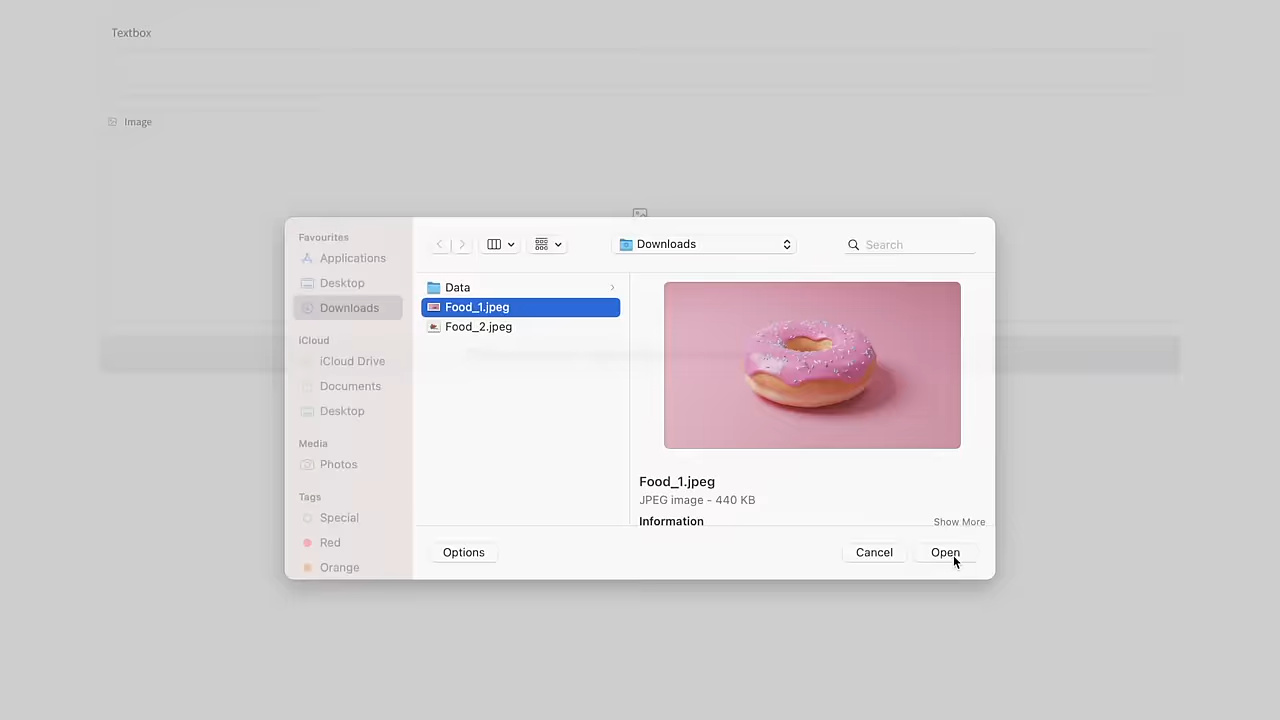 Textbox
Image
Favourites
Applications
Desktop
Downloads
iCloud
iCloud Drive
Documents
Desktop
Media
Photos
Tags
Special
Red
Orange
Downloads
Search
Data
Food_1.jpeg
Food_2.jpeg
Food_1.jpeg
JPEG image - 440 KB
Information
Show More
Options
Cancel
Open